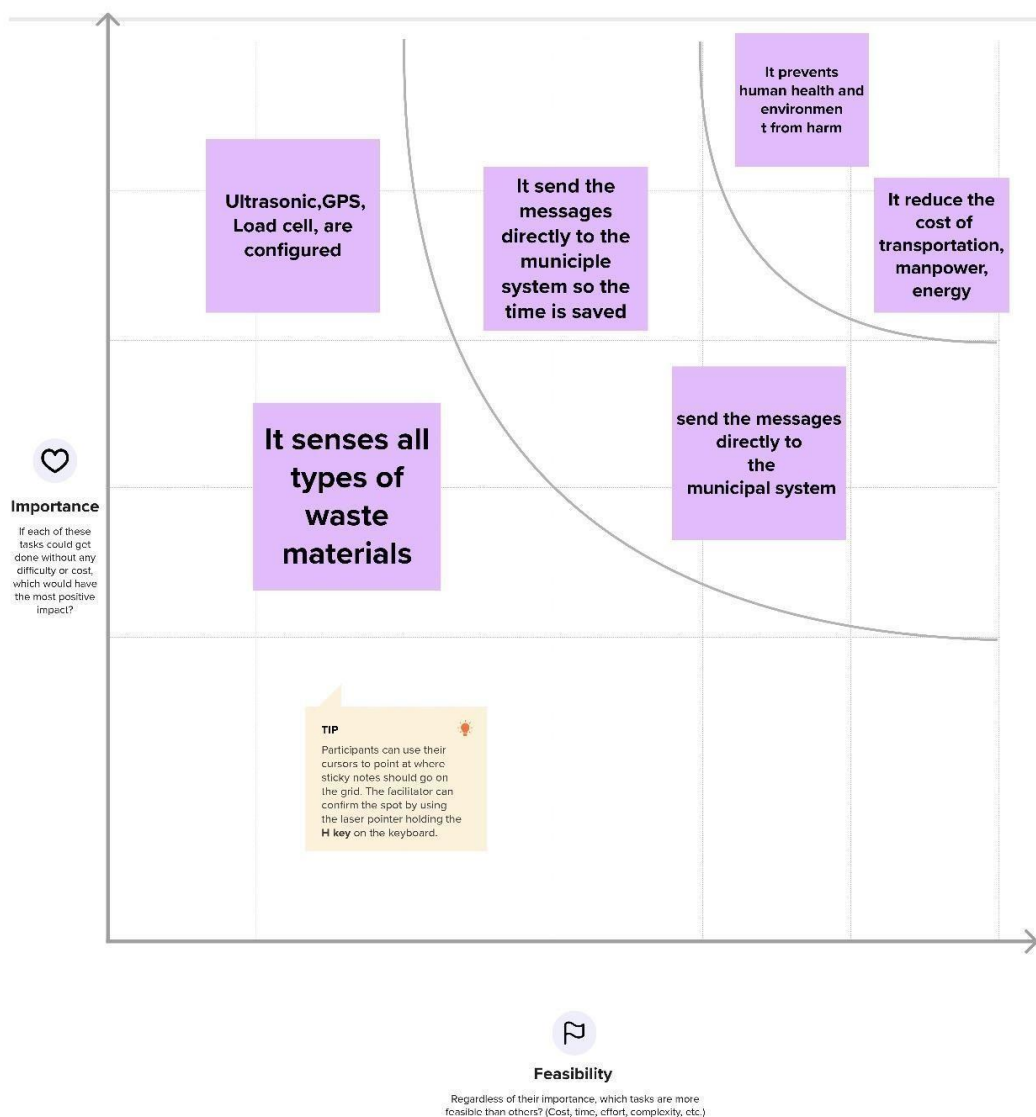 It prevents
human health and
environmen
t from harm
Ultrasonic,GPS,
Load cell, are
configured
It send the
messages
directly to the
municiple
system so the
time is saved
It reduce the
cost of
transportation,
manpower,
energy
It senses all
types of
waste
materials
send the messages
directly to
the
municipal system
Importance
If each of these
tasks could get
done without any
difficulty or cost,
which would have
the most positive
impact?
TIP
Participants can use their
cursors to point at where
sticky notes should go on
the grid. The facilitator can
confirm the spot by using
the laser pointer holding the
H key on the keyboard.
Feasibility
Regardless of their importance, which tasks are more
feasible than others? (Cost, time, effort, complexity, etc.)